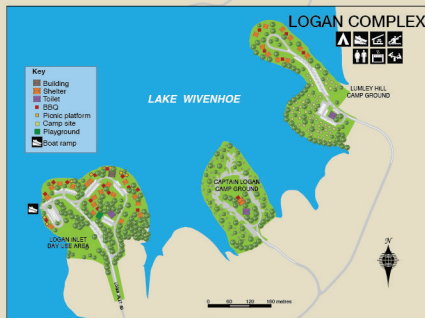 LOGAN COMPLEX
Key
Building
Shelter
Toilet
BBQ
Picnic platform
Camp site
Playground
Boat ramp
LAKE WIVENHOE
LUMLEY HILL
CAMP GROUND
CAPTAIN LOGAN
CAMP GROUND
LOGAN INLET
DAY USE AREA
N
0 60 120 180 metres